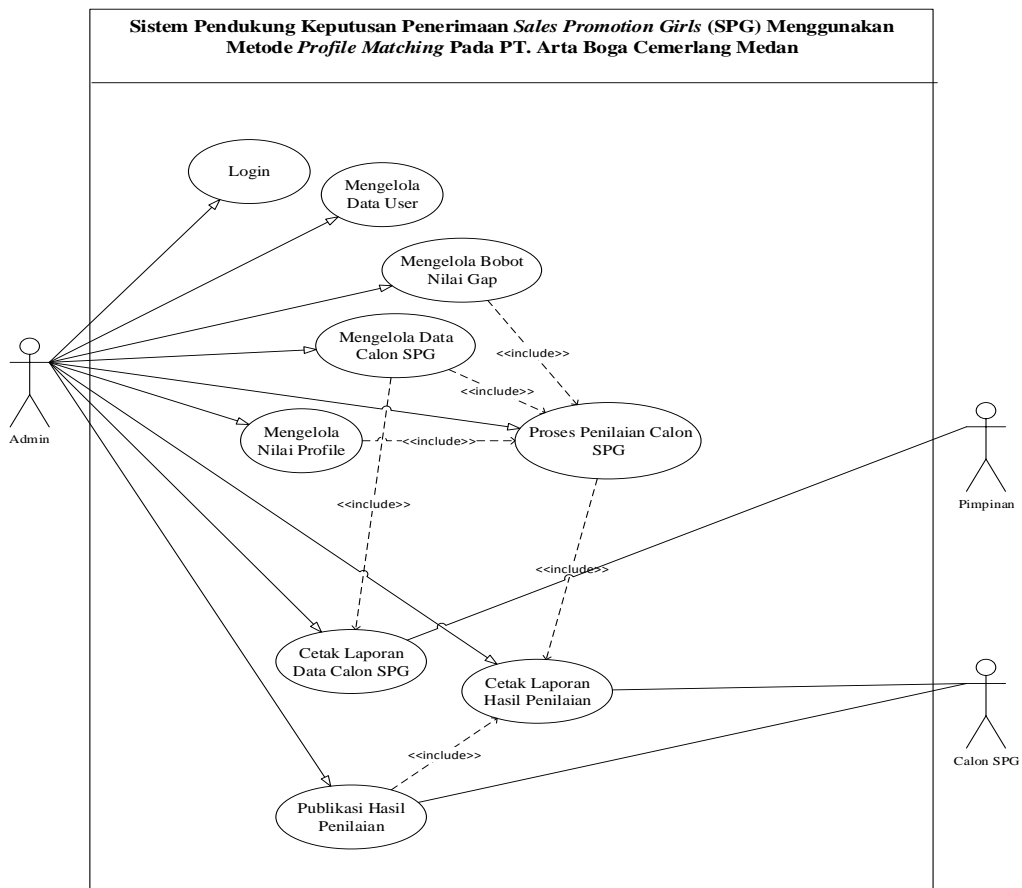 Sistem Pendukung Keputusan Penerimaan Sales Promotion Girls (SPG) Menggunakan
Metode Profile Matching Pada PT. Arta Boga Cemerlang Medan
Login
Mengelola
Data User
Mengelola Bobot
Nilai Gap
Mengelola Data
Calon SPG
<<include>>
<<include>>
Admin
Mengelola
Nilai Profile
<<include>>
Proses Penilaian Calon
SPG
Pimpinan
<<include>>
<<include>>
Cetak Laporan
Data Calon SPG
Cetak Laporan
Hasil Penilaian
Calon SPG
<<include>>
Publikasi Hasil
Penilaian